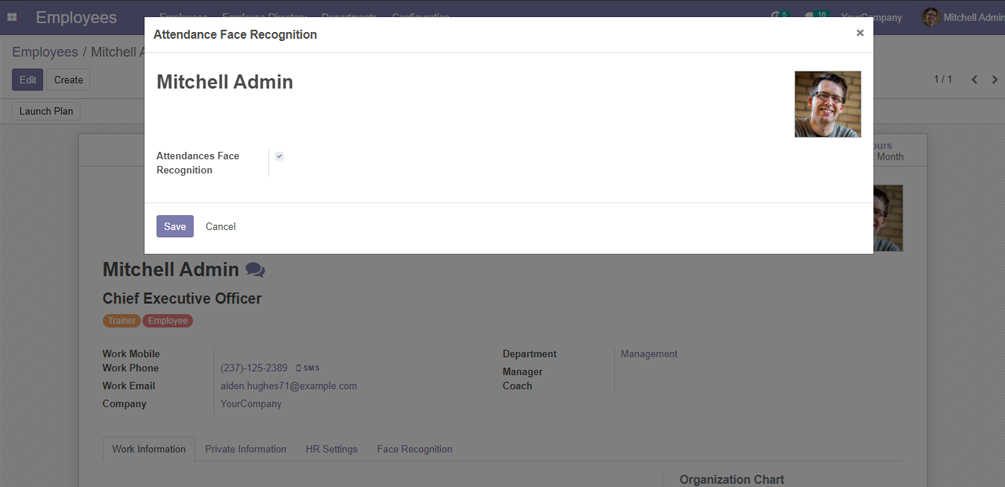 Employees Employees Employee Directory Departments Configuration 5 16 YourCompany Mitchell Admin
Attendance Face Recognition ×
Employees / Mitchell A
Edit Create
1 / 1
Launch Plan
Mitchell Admin
Attendances Face
Recognition
ours
Month
Save Cancel
Mitchell Admin
Chief Executive Officer
Trainer Employee
Work Mobile
Work Phone (237)-125-2389 SMS
Work Email aiden.hughes71@example.com
Company YourCompany
Department Management
Manager
Coach
Work Information Private Information HR Settings Face Recognition
Organization Chart